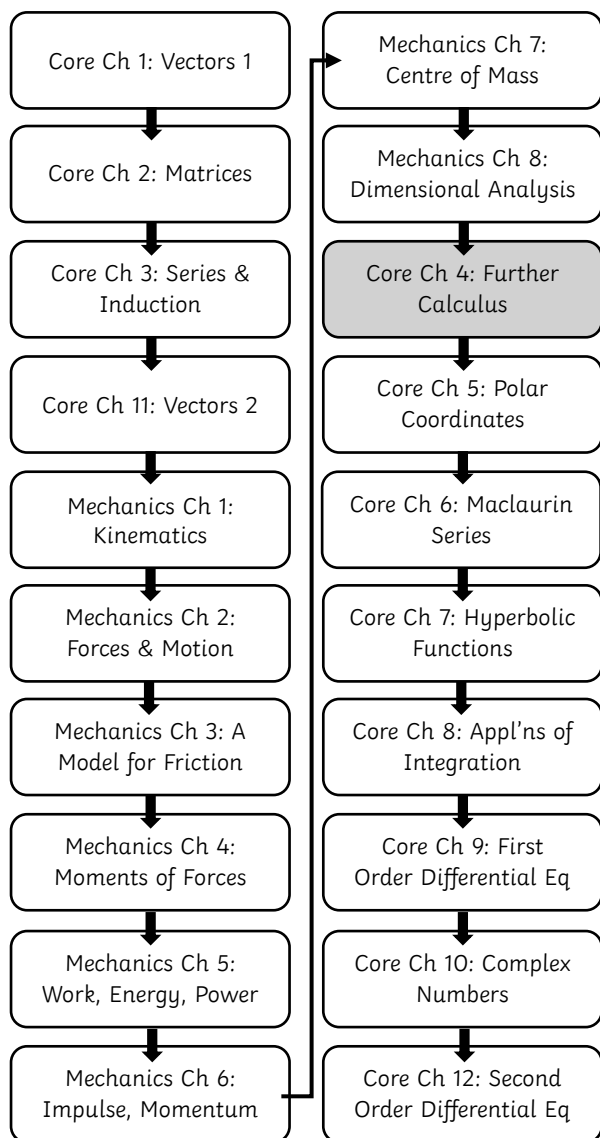 Core Ch 1: Vectors 1
Core Ch 2: Matrices
Core Ch 3: Series &
Induction
Core Ch 11: Vectors 2
Mechanics Ch 1:
Kinematics
Mechanics Ch 2:
Forces & Motion
Mechanics Ch 3: A
Model for Friction
Mechanics Ch 4:
Moments of Forces
Mechanics Ch 5:
Work, Energy, Power
Mechanics Ch 6:
Impulse, Momentum
Mechanics Ch 7:
Centre of Mass
Mechanics Ch 8:
Dimensional Analysis
Core Ch 4: Further
Calculus
Core Ch 5: Polar
Coordinates
Core Ch 6: Maclaurin
Series
Core Ch 7: Hyperbolic
Functions
Core Ch 8: Appl'ns of
Integration
Core Ch 9: First
Order Differential Eq
Core Ch 10: Complex
Numbers
Core Ch 12: Second
Order Differential Eq